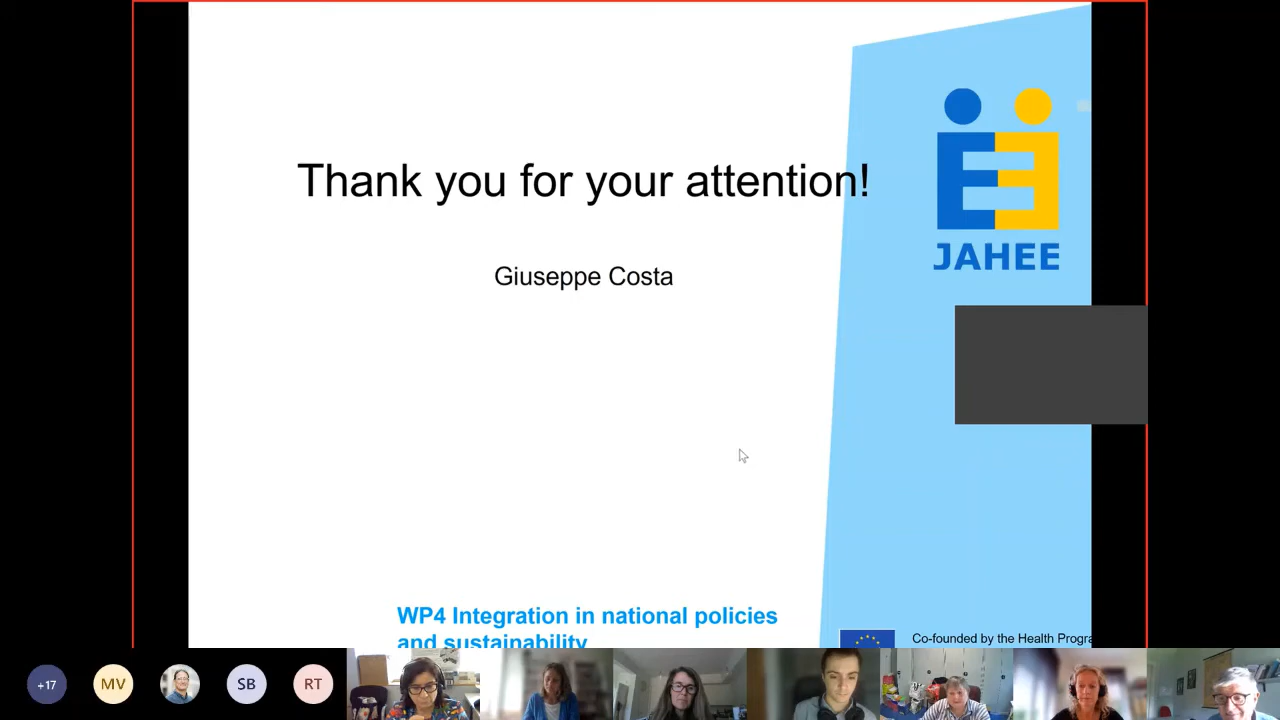 Thank you for your attention!
JAHEE
Giuseppe Costa
WP4 Integration in national policies
and sustainability
Co-founded by the Health Progra
+17
MV
SB
RT